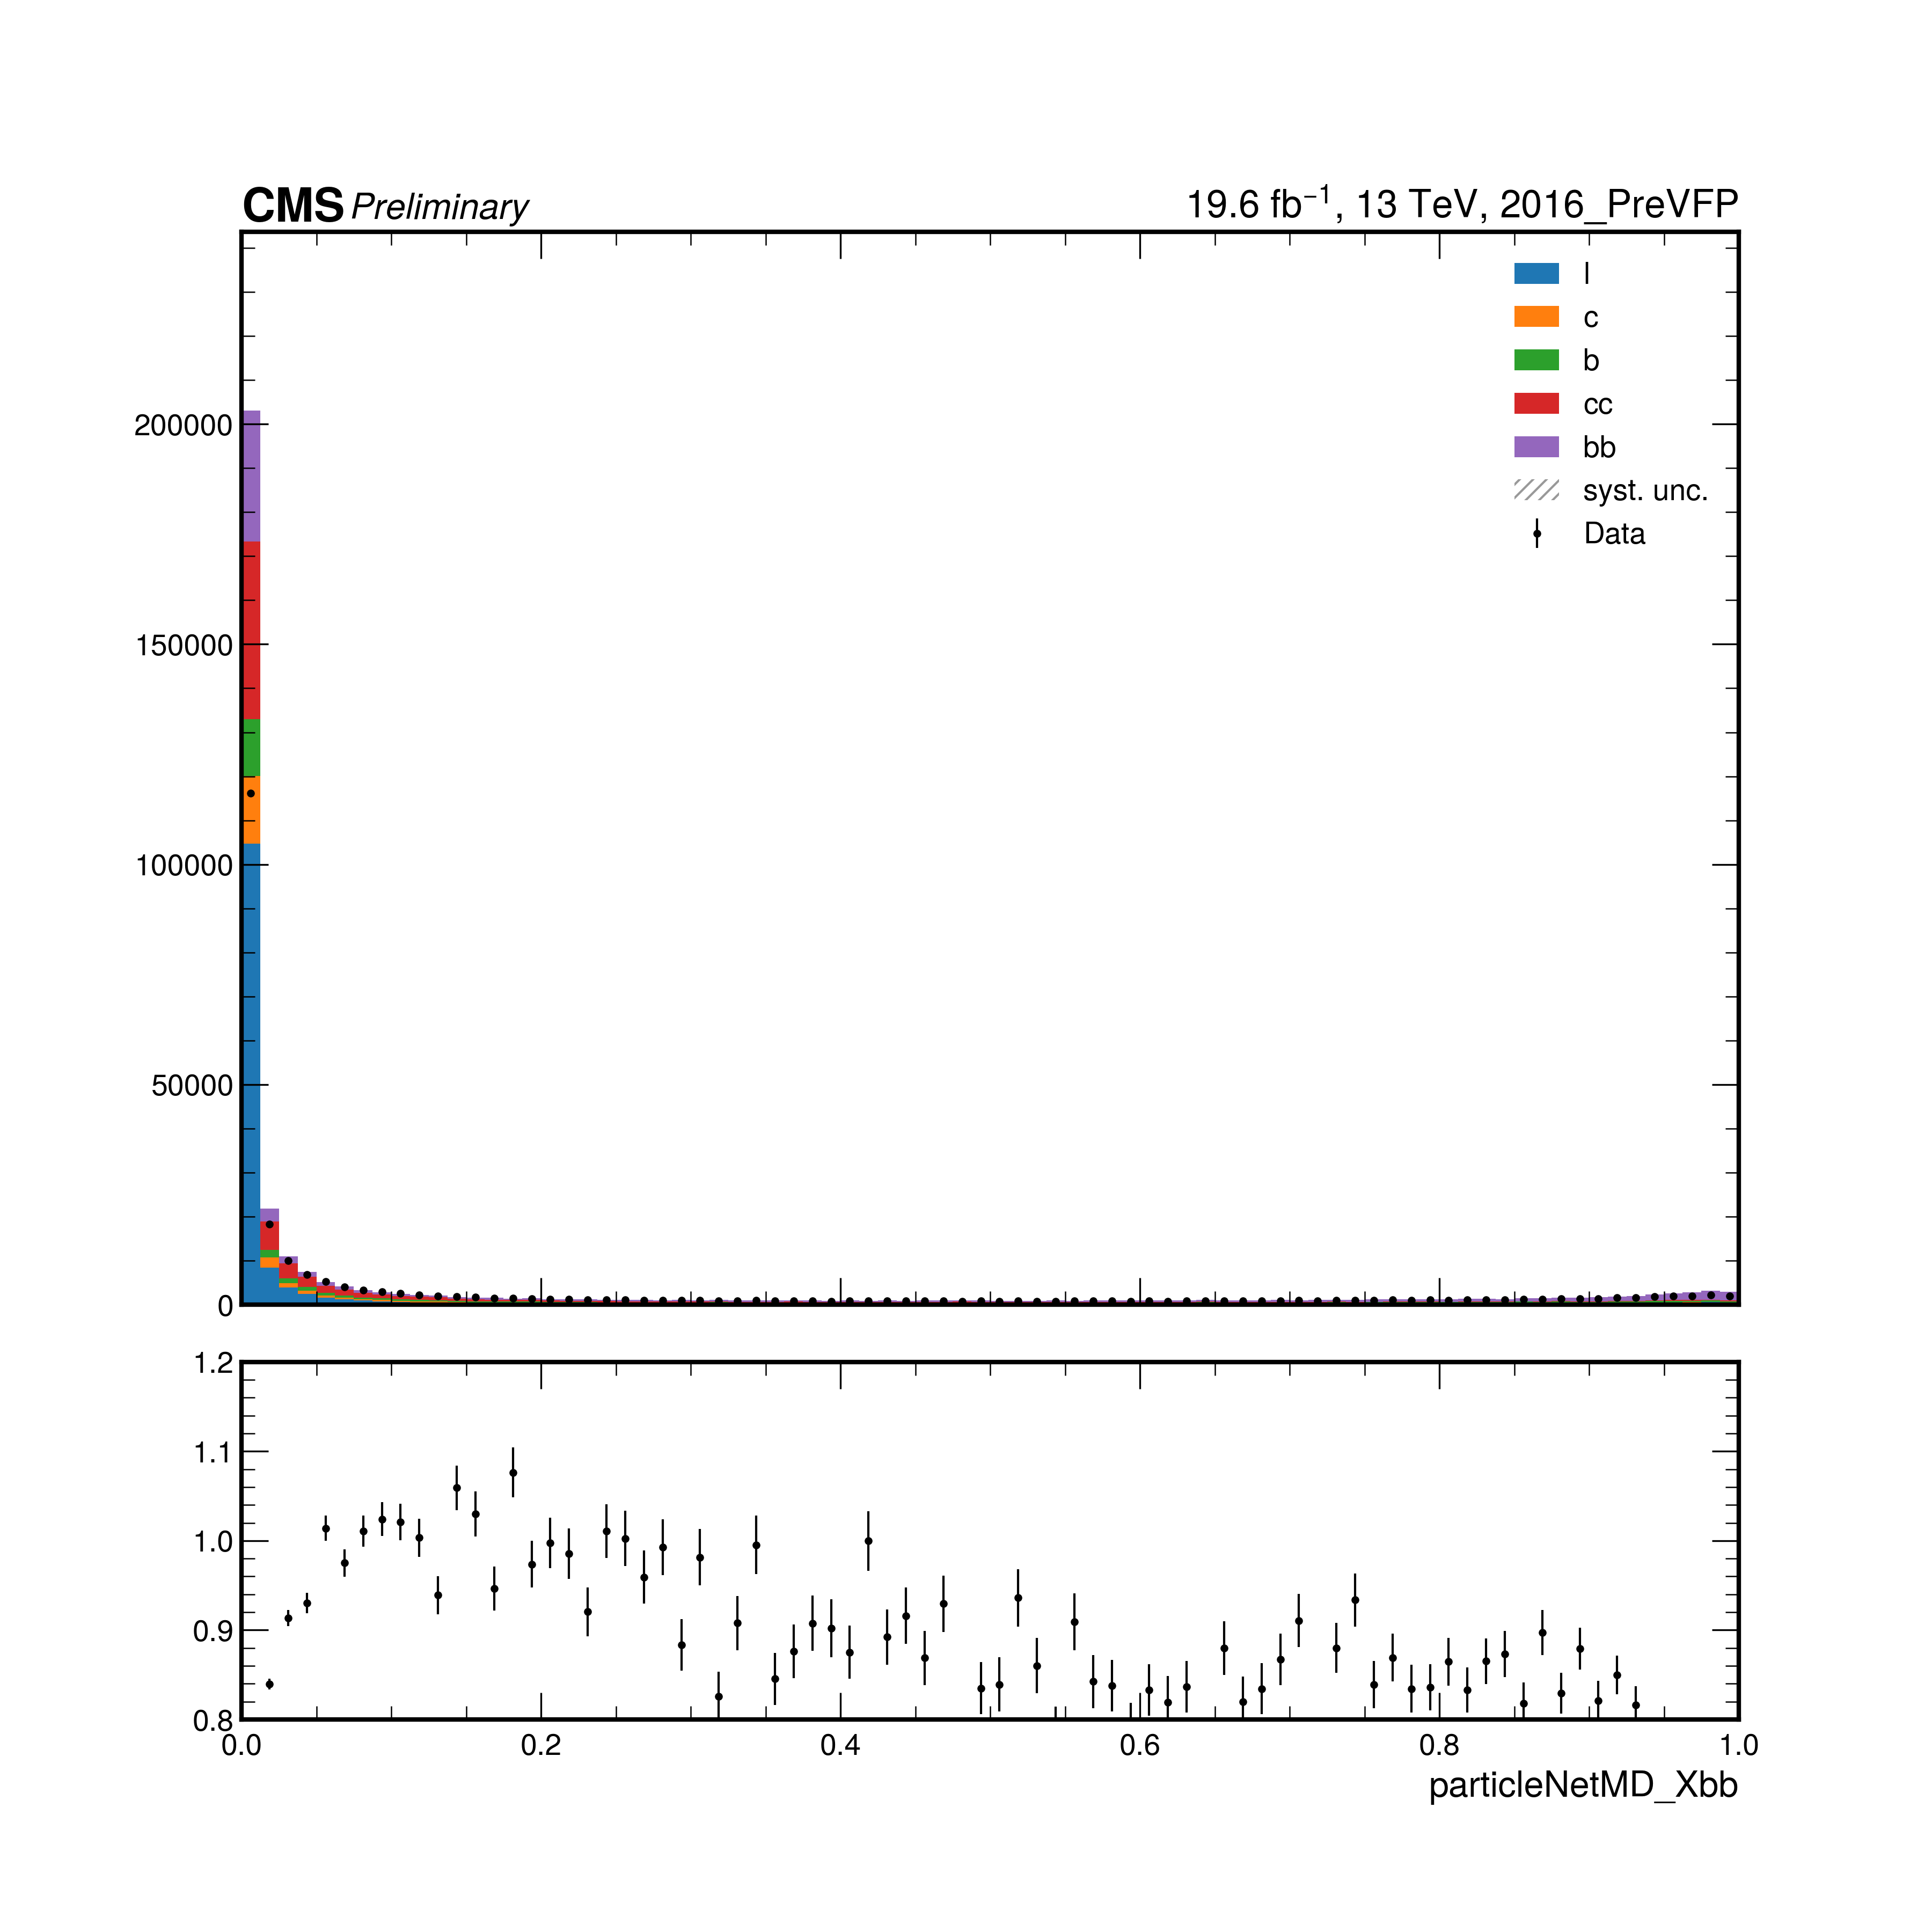 CMS Preliminary
19.6 fb⁻¹, 13 TeV, 2016_PreVFP
l
c
b
cc
bb
syst. unc.
Data
200000
150000
100000
50000
0
1.2
1.1
1.0
0.9
0.8
0.0 0.2 0.4 0.6 0.8 1.0
particleNetMD_Xbb